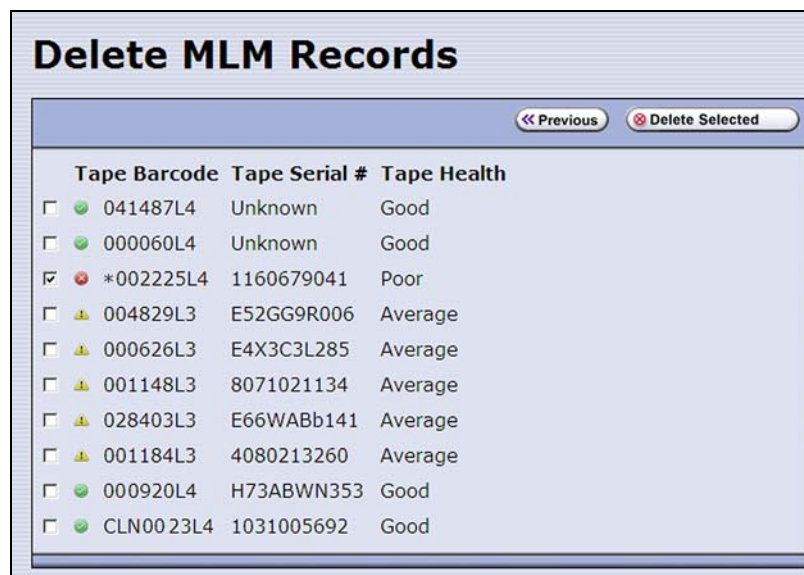 Delete MLM Records
Previous Delete Selected
Tape Barcode Tape Serial # Tape Health
041487L4 Unknown Good
000060L4 Unknown Good
*002225L4 1160679041 Poor
004829L3 E52GG9R006 Average
000626L3 E4X3C3L285 Average
001148L3 8071021134 Average
028403L3 E66WABb141 Average
001184L3 4080213260 Average
000920L4 H73ABWN353 Good
CLN0023L4 1031005692 Good